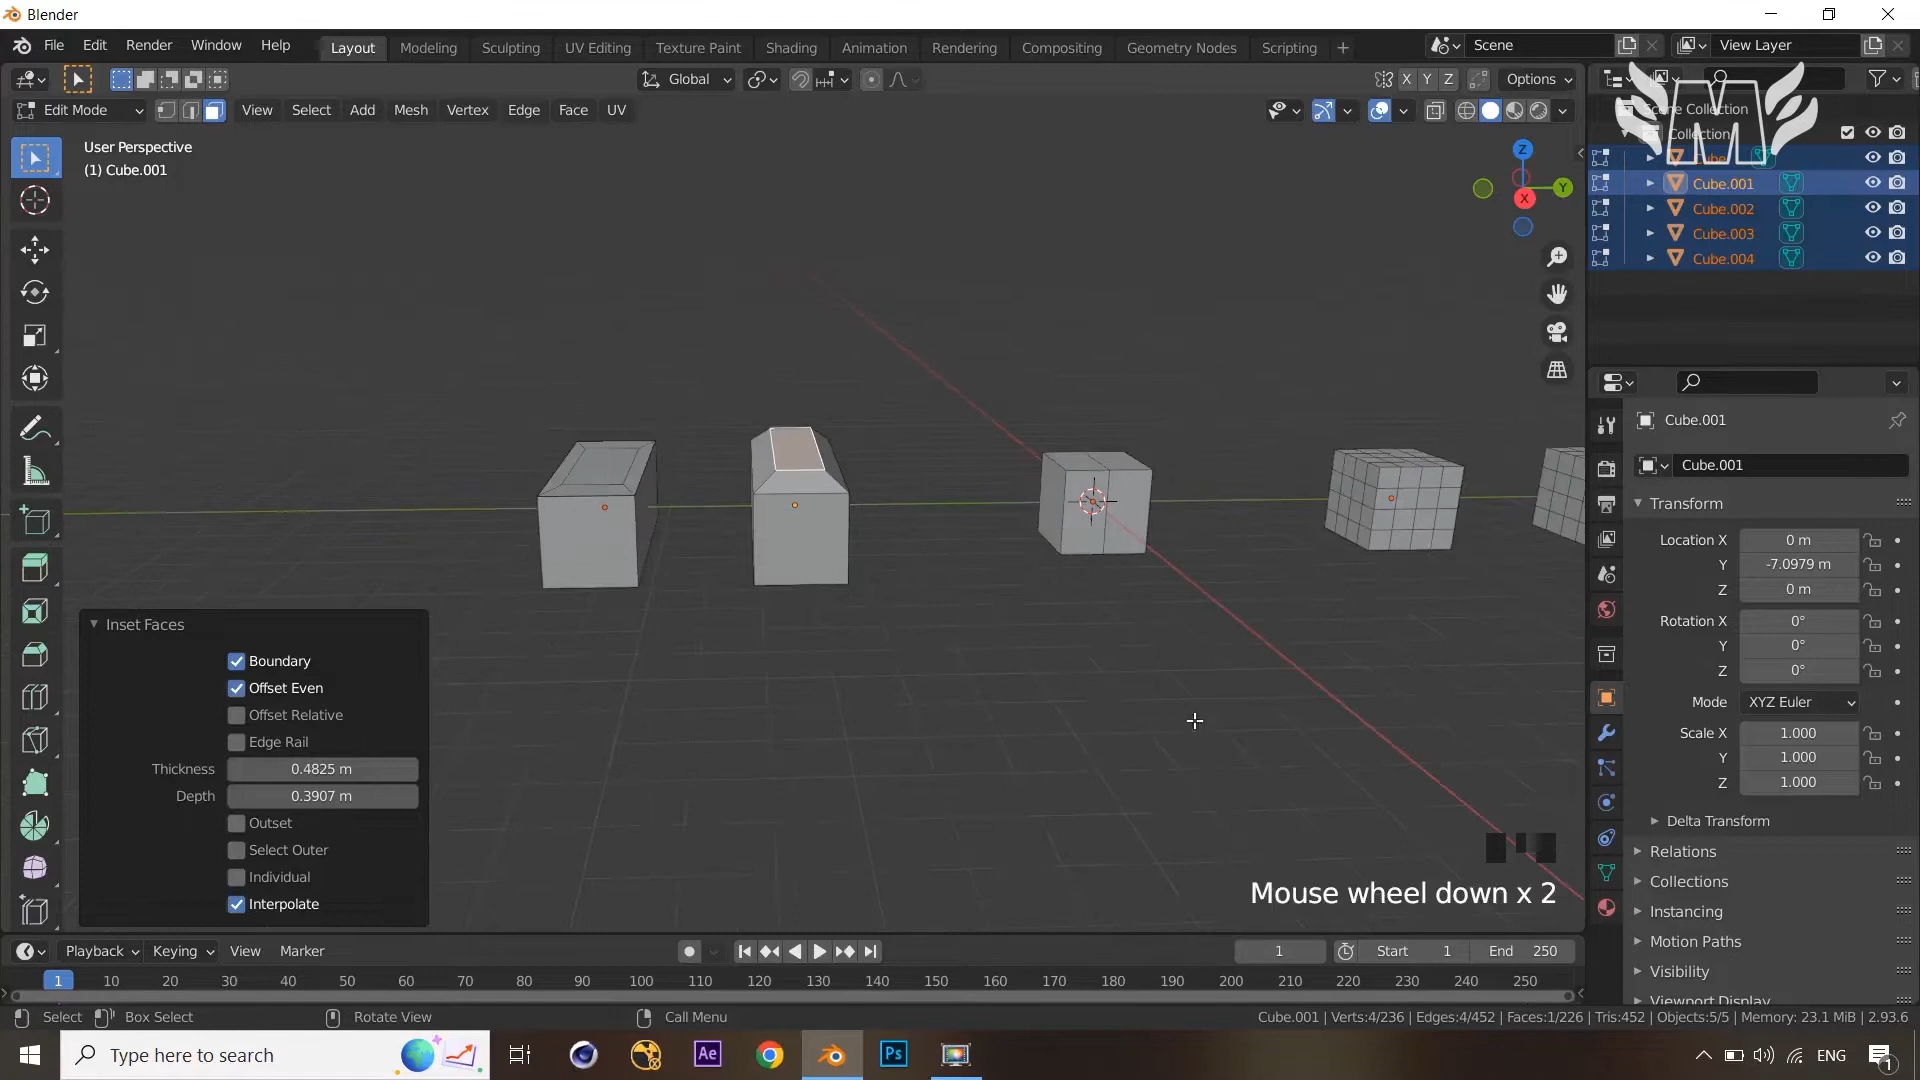 Blender
File Edit Render Window Help
Layout Modeling Sculpting UV Editing Texture Paint Shading Animation Rendering Compositing Geometry Nodes Scripting +
Scene
View Layer
Global
X Y Z
Options
Edit Mode
View Select Add Mesh Vertex Edge Face UV
User Perspective
(1) Cube.001
Z
Y
X
Scene Collection
Collection
Cube
Cube.001
Cube.002
Cube.003
Cube.004
Cube.001
Cube.001
Transform
Location X 0 m
Y -7.0979 m
Z 0 m
Rotation X 0°
Y 0°
Z 0°
Mode XYZ Euler
Scale X 1.000
Y 1.000
Z 1.000
Delta Transform
Relations
Collections
Instancing
Motion Paths
Visibility
Viewport Display
Inset Faces
Boundary
Offset Even
Offset Relative
Edge Rail
Thickness 0.4825 m
Depth 0.3907 m
Outset
Select Outer
Individual
Interpolate
Mouse wheel down x 2
Playback Keying View Marker
1
Start 1
End 250
1 10 20 30 40 50 60 70 80 90 100 110 120 130 140 150 160 170 180 190 200 210 220 230 240 250
Select Box Select Rotate View Call Menu
Cube.001 | Verts:4/236 | Edges:4/452 | Faces:1/226 | Tris:452 | Objects:5/5 | Memory: 23.1 MiB | 2.93.6
Type here to search
Ae
Ps
ENG
1